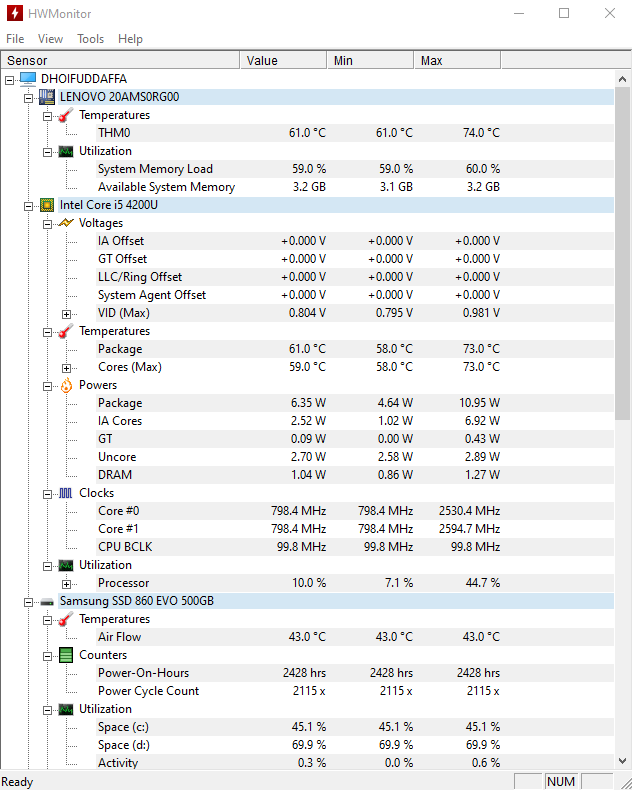 HWMonitor
File View Tools Help
Sensor Value Min Max
DHOIFUDDAFFA
LENOVO 20AMS0RG00
Temperatures
THM0 61.0 °C 61.0 °C 74.0 °C
Utilization
System Memory Load 59.0 % 59.0 % 60.0 %
Available System Memory 3.2 GB 3.1 GB 3.2 GB
Intel Core i5 4200U
Voltages
IA Offset +0.000 V +0.000 V +0.000 V
GT Offset +0.000 V +0.000 V +0.000 V
LLC/Ring Offset +0.000 V +0.000 V +0.000 V
System Agent Offset +0.000 V +0.000 V +0.000 V
VID (Max) 0.804 V 0.795 V 0.981 V
Temperatures
Package 61.0 °C 58.0 °C 73.0 °C
Cores (Max) 59.0 °C 58.0 °C 73.0 °C
Powers
Package 6.35 W 4.64 W 10.95 W
IA Cores 2.52 W 1.02 W 6.92 W
GT 0.09 W 0.00 W 0.43 W
Uncore 2.70 W 2.58 W 2.89 W
DRAM 1.04 W 0.86 W 1.27 W
Clocks
Core #0 798.4 MHz 798.4 MHz 2530.4 MHz
Core #1 798.4 MHz 798.4 MHz 2594.7 MHz
CPU BCLK 99.8 MHz 99.8 MHz 99.8 MHz
Utilization
Processor 10.0 % 7.1 % 44.7 %
Samsung SSD 860 EVO 500GB
Temperatures
Air Flow 43.0 °C 43.0 °C 43.0 °C
Counters
Power-On-Hours 2428 hrs 2428 hrs 2428 hrs
Power Cycle Count 2115 x 2115 x 2115 x
Utilization
Space (c:) 45.1 % 45.1 % 45.1 %
Space (d:) 69.9 % 69.9 % 69.9 %
Activity 0.3 % 0.0 % 0.6 %
Ready NUM